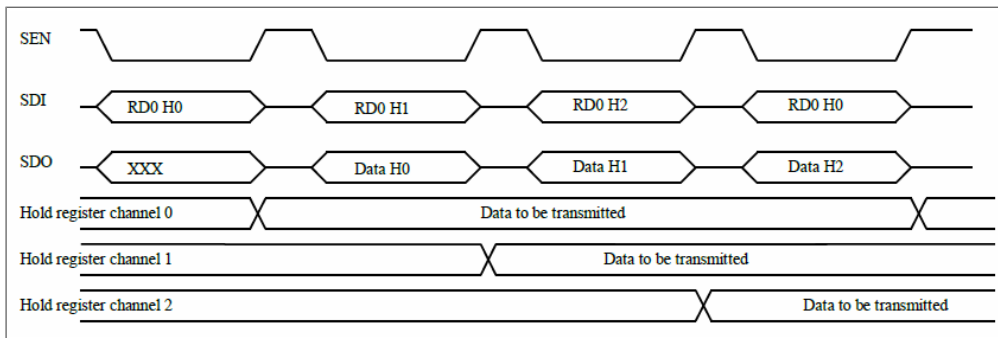 SEN
SDI RD0 H0 RD0 H1 RD0 H2 RD0 H0
SDO XXX Data H0 Data H1 Data H2
Hold register channel 0 Data to be transmitted
Hold register channel 1 Data to be transmitted
Hold register channel 2 Data to be transmitted